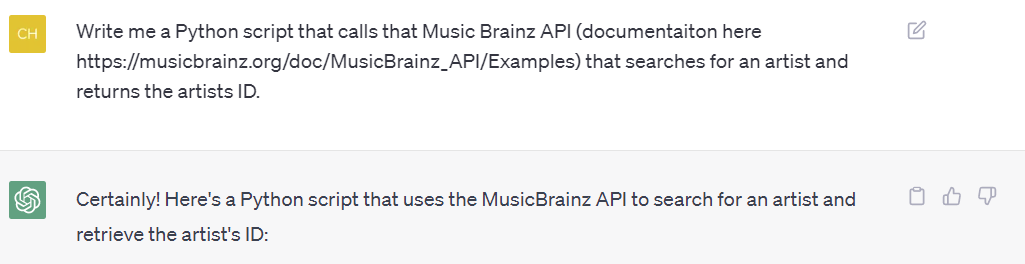 CH
Write me a Python script that calls that Music Brainz API (documentaiton here
https://musicbrainz.org/doc/MusicBrainz_API/Examples) that searches for an artist and
returns the artists ID.
Certainly! Here's a Python script that uses the MusicBrainz API to search for an artist and
retrieve the artist's ID: